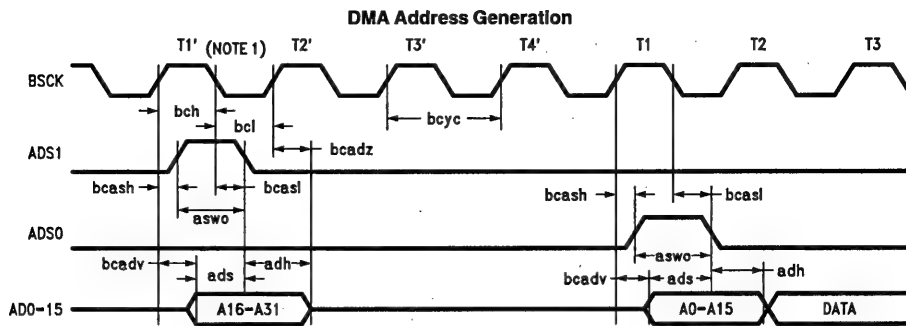 DMA Address Generation
T1' (NOTE 1) T2' T3' T4' T1 T2 T3
BSCK
bch
bcl
bcyc
bcadz
ADS1
bcash
bcasl
bcash
bcasl
aswo
ADS0
aswo
bcadv
ads
adh
bcadv
ads
adh
AD0-15
A16-A31
A0-A15
DATA